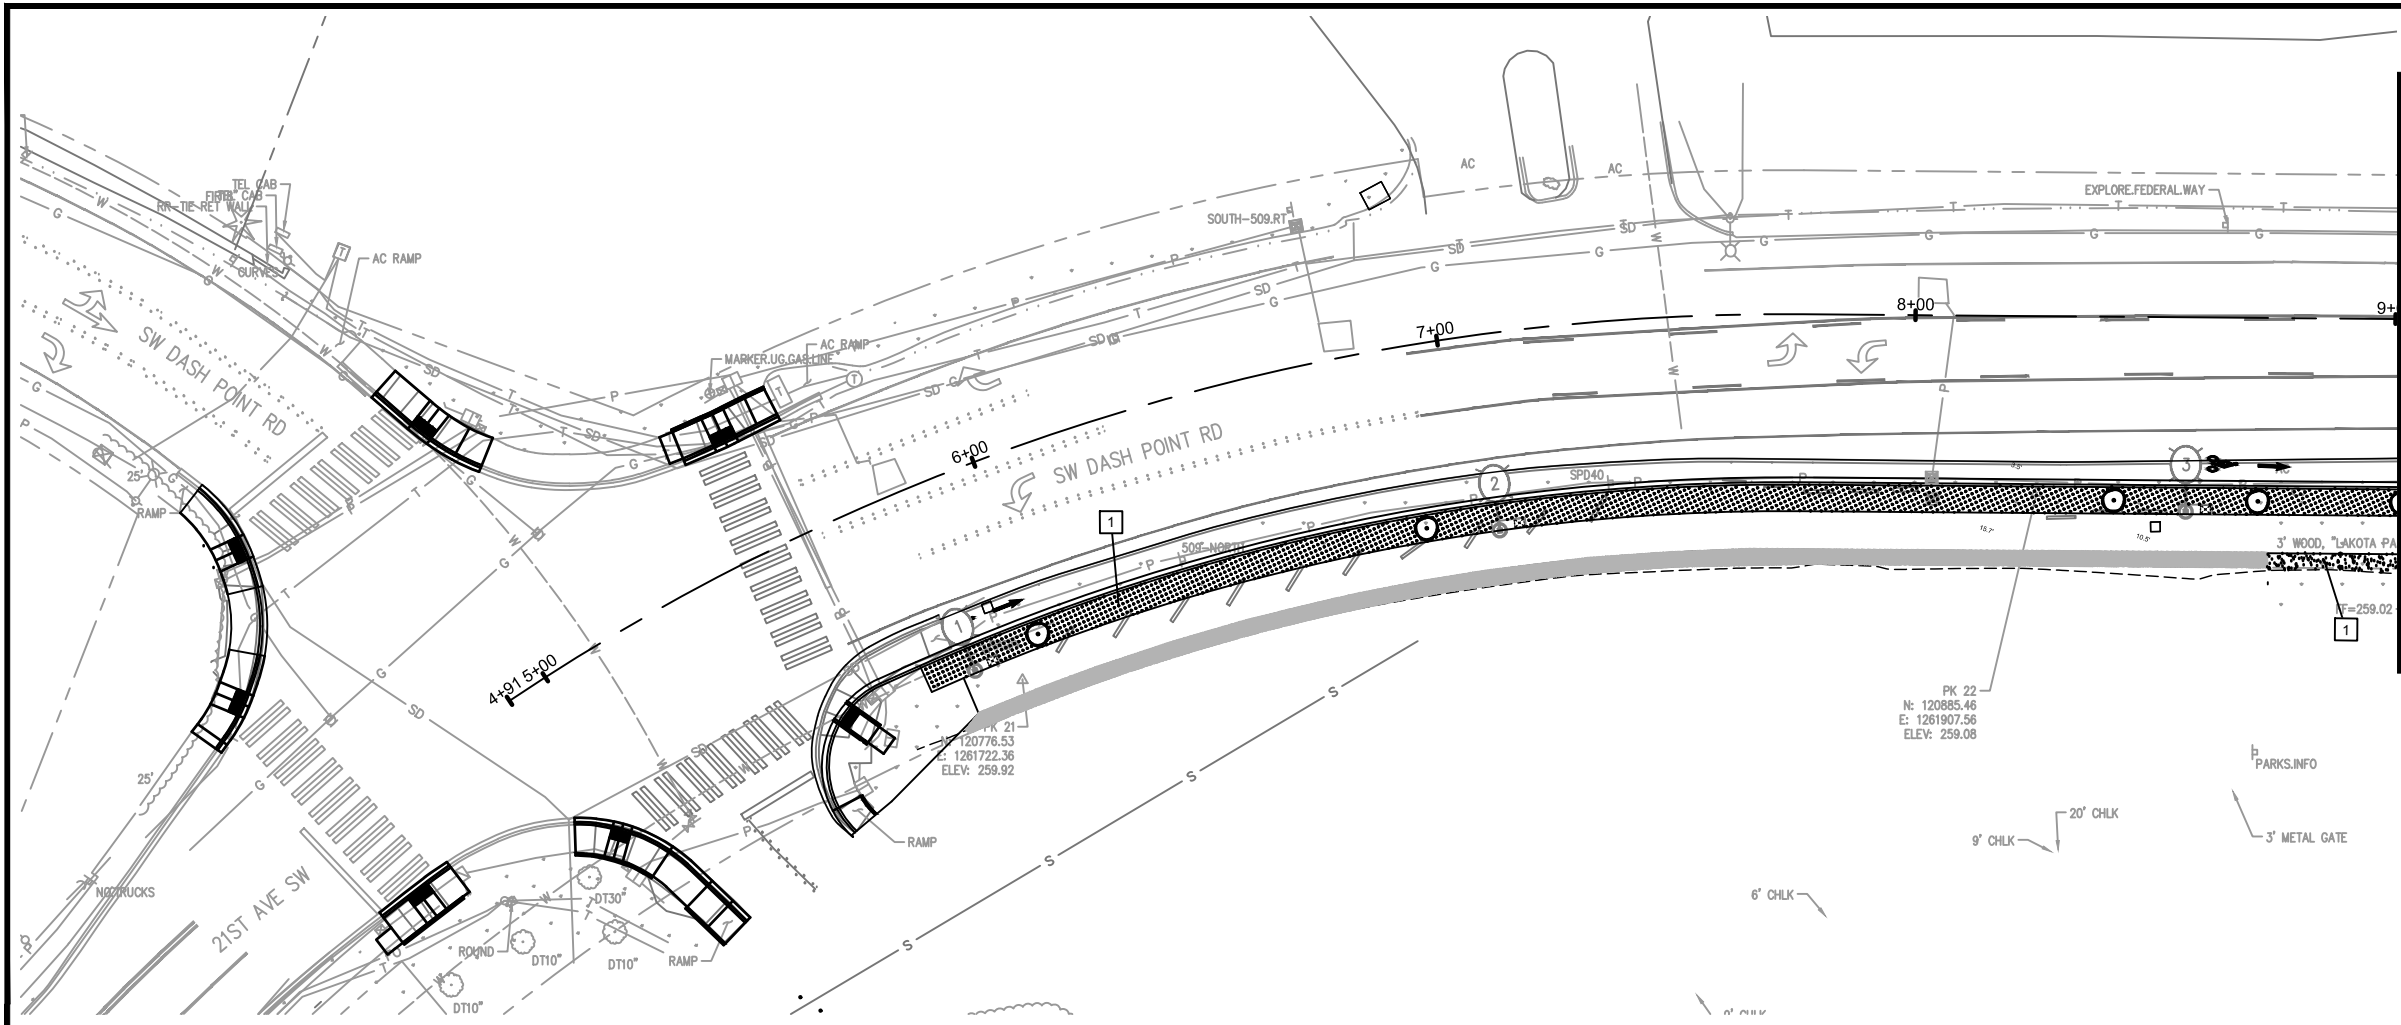 AC
AC
TEL CAB
RR-TIE RET WALL
EXPLORE.FEDERAL.WAY
SOUTH-509.RT
AC RAMP
CURVES
8+00
9+
7+00
SW DASH POINT RD
AC RAMP
MARKER.UG.GAS.LINE
6+00
SW DASH POINT RD
2
3
SPD40
25'
RAMP
1
509-NORTH
15.7'
10.5'
3' WOOD, "LAKOTA PA
1
FF=259.02
1
4+91
5+00
PK 21
N: 120776.53
E: 1261722.36
ELEV: 259.92
PK 22
N: 120885.46
E: 1261907.56
ELEV: 259.08
PARKS.INFO
25'
20' CHLK
9' CHLK
3' METAL GATE
RAMP
6' CHLK
21ST AVE SW
DT30"
ROUND
DT10"
DT10"
RAMP
DT10"